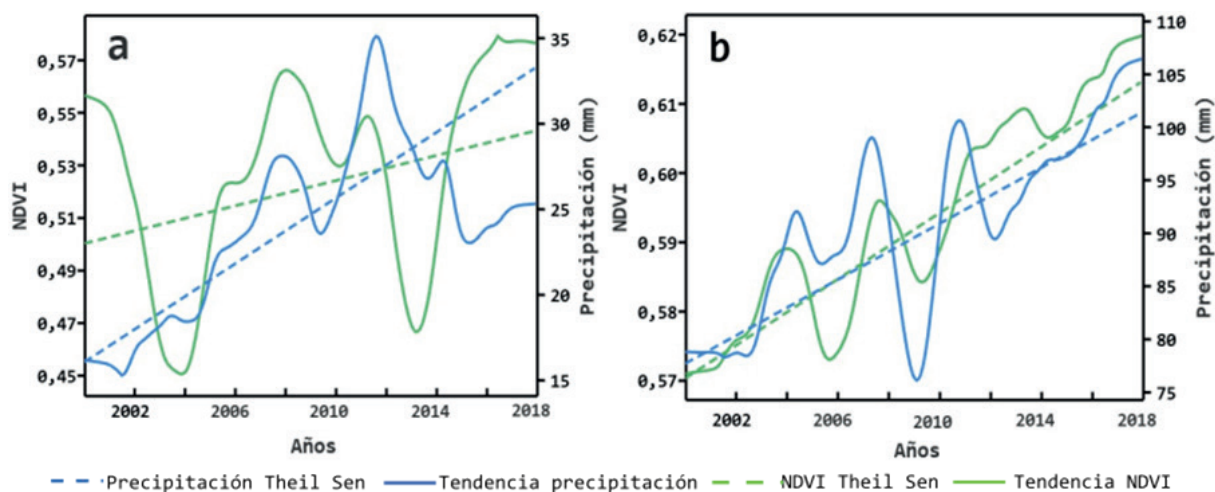 a
NDVI
0,57
0,55
0,53
0,51
0,49
0,47
0,45
35
30
25
20
15
Precipitación (mm)
2002 2006 2010 2014 2018
Años
b
NDVI
0,62
0,61
0,60
0,59
0,58
0,57
110
105
100
95
90
85
80
75
Precipitación (mm)
2002 2006 2010 2014 2018
Años
Precipitación Theil Sen Tendencia precipitación NDVI Theil Sen Tendencia NDVI